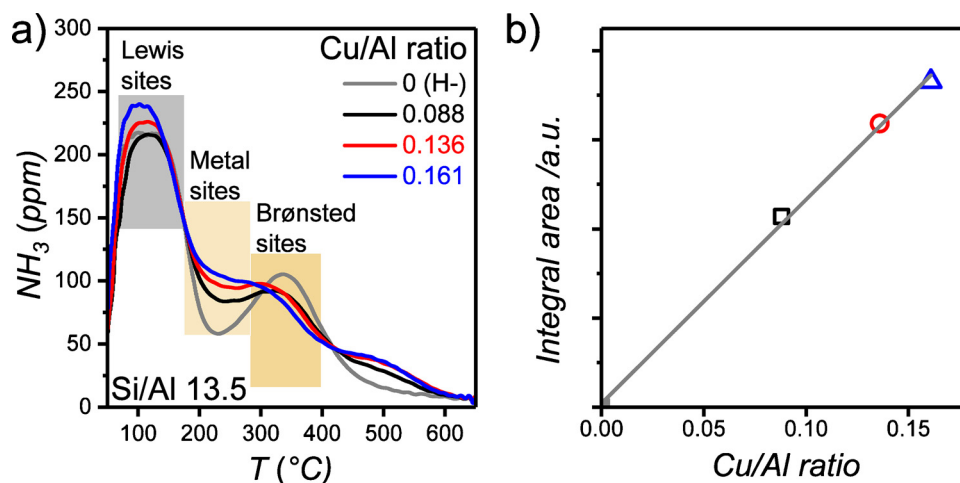 a)
300
250
200
150
100
50
0
NH3 (ppm)
Lewis
sites
Metal
sites
Brønsted
sites
Cu/Al ratio
0 (H-)
0.088
0.136
0.161
Si/Al 13.5
100 200 300 400 500 600
T (°C)
b)
Integral area /a.u.
0.00 0.05 0.10 0.15
Cu/Al ratio